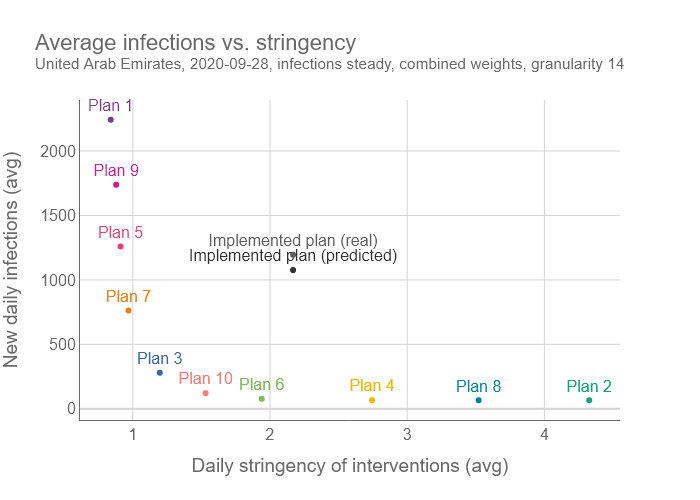 Average infections vs. stringency
United Arab Emirates, 2020-09-28, infections steady, combined weights, granularity 14
New daily infections (avg)
2000
1500
1000
500
0
Plan 1
Plan 9
Plan 5
Implemented plan (real)
Implemented plan (predicted)
Plan 7
Plan 3
Plan 10
Plan 6
Plan 4
Plan 8
Plan 2
1
2
3
4
Daily stringency of interventions (avg)